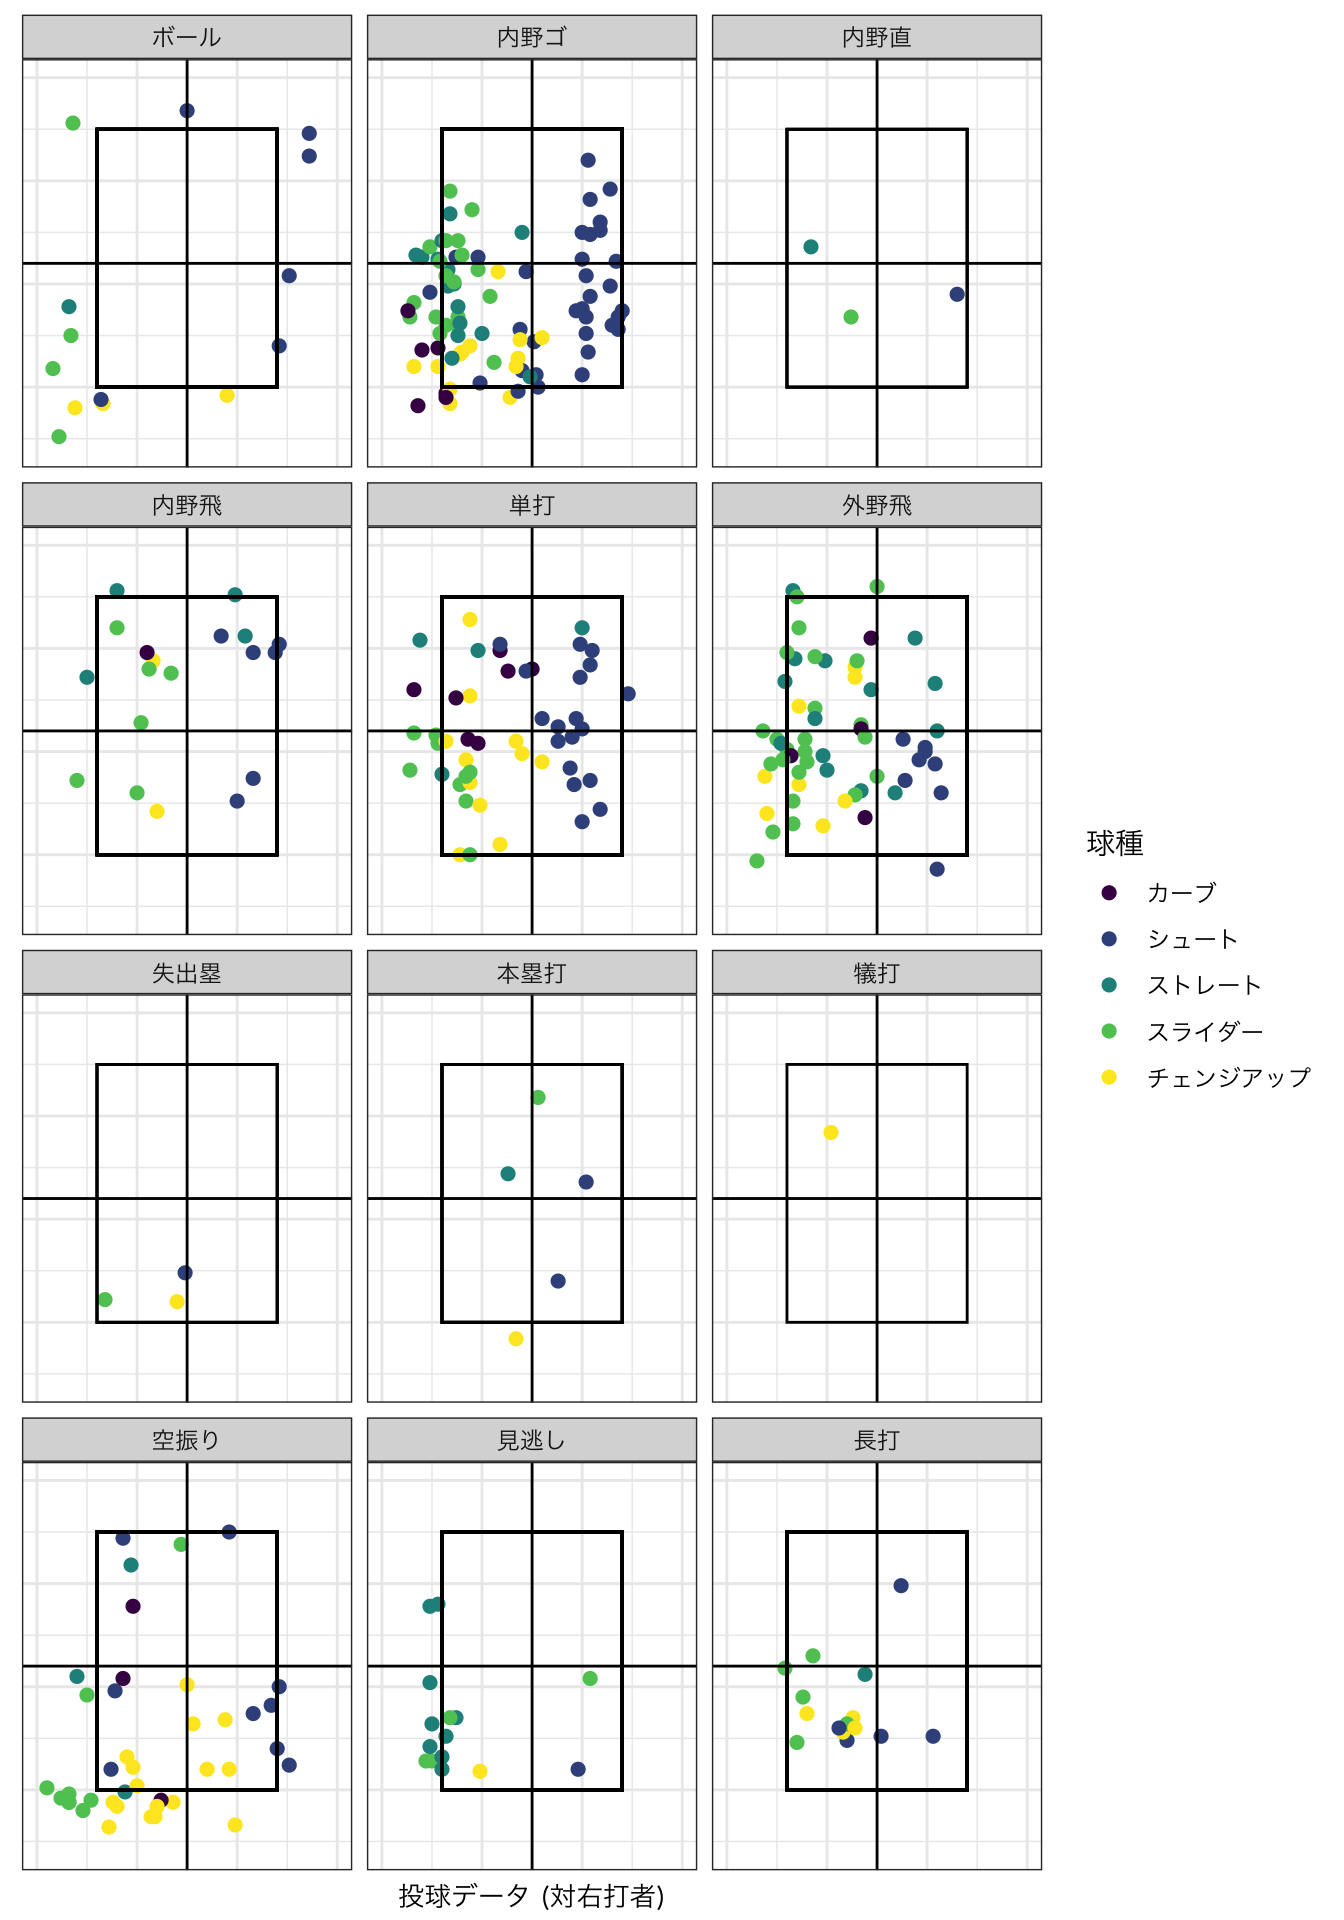 ボール
内野ゴ
内野直
内野飛
単打
外野飛
失出塁
本塁打
犠打
空振り
見逃し
長打
球種
カーブ
シュート
ストレート
スライダー
チェンジアップ
投球データ (対右打者)